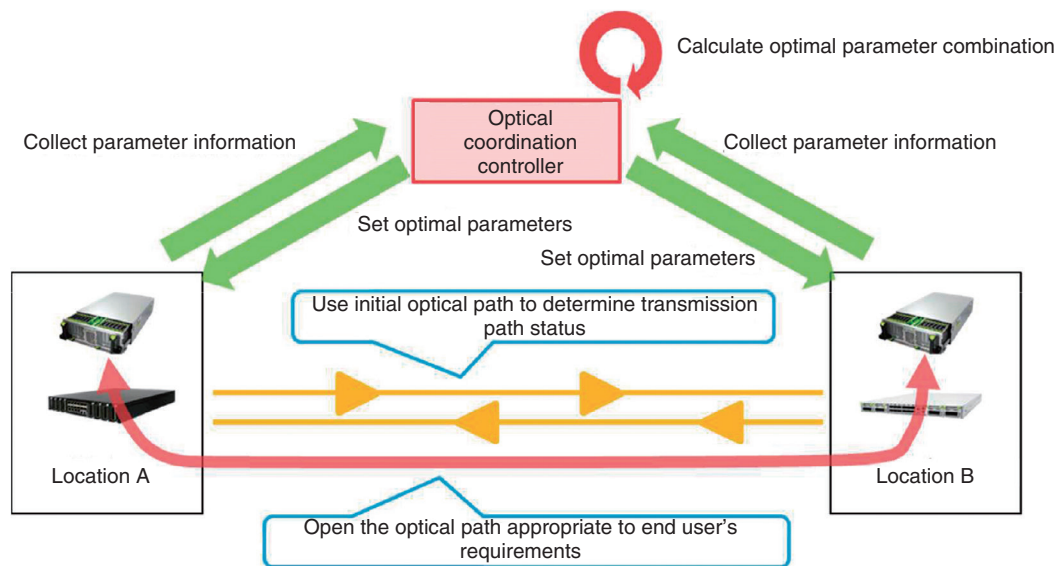 Calculate optimal parameter combination
Optical
coordination
controller
Collect parameter information
Collect parameter information
Set optimal parameters
Set optimal parameters
Use initial optical path to determine transmission
path status
Location A
Location B
Open the optical path appropriate to end user's
requirements